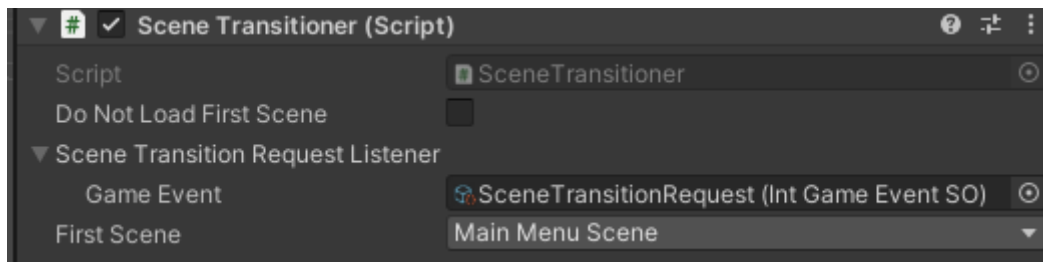 Scene Transitioner (Script)
Script SceneTransitioner
Do Not Load First Scene
Scene Transition Request Listener
Game Event SceneTransitionRequest (Int Game Event SO)
First Scene Main Menu Scene